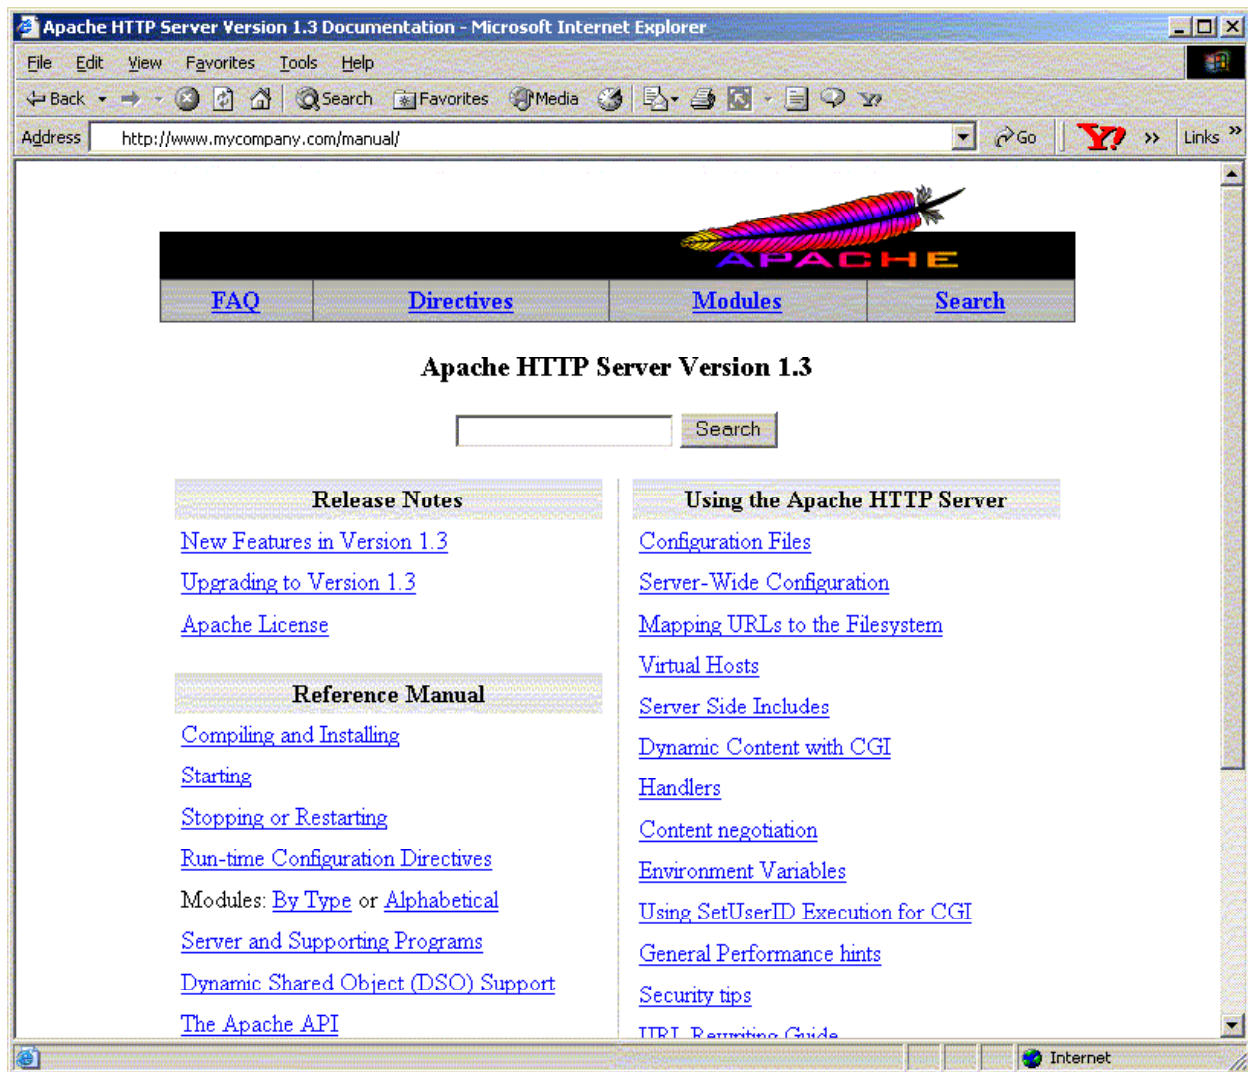 Apache HTTP Server Version 1.3 Documentation - Microsoft Internet Explorer
File Edit View Favorites Tools Help
Back Search Favorites Media
Address http://www.mycompany.com/manual/ Go Y! » Links »
APACHE
FAQ Directives Modules Search
Apache HTTP Server Version 1.3
Search
Release Notes
New Features in Version 1.3
Upgrading to Version 1.3
Apache License
Reference Manual
Compiling and Installing
Starting
Stopping or Restarting
Run-time Configuration Directives
Modules: By Type or Alphabetical
Server and Supporting Programs
Dynamic Shared Object (DSO) Support
The Apache API
Using the Apache HTTP Server
Configuration Files
Server-Wide Configuration
Mapping URLs to the Filesystem
Virtual Hosts
Server Side Includes
Dynamic Content with CGI
Handlers
Content negotiation
Environment Variables
Using SetUserID Execution for CGI
General Performance hints
Security tips
URL Rewriting Guide
Internet